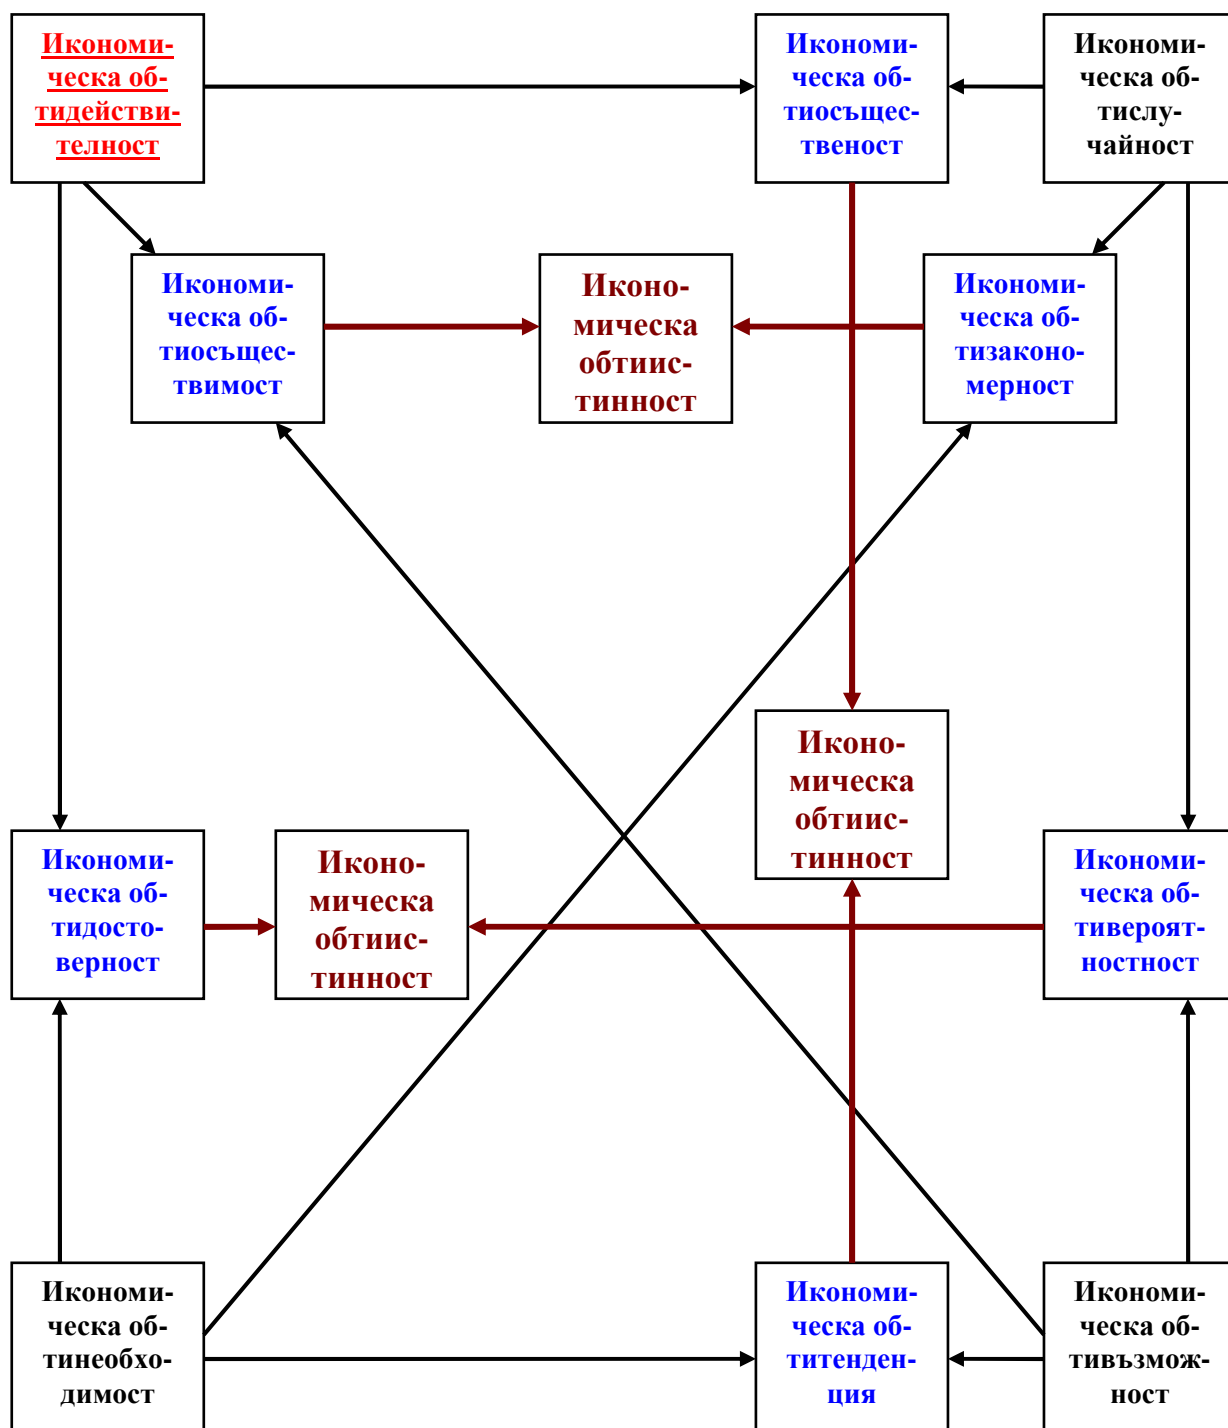 Икономи-
ческа об-
тидействи-
телност
Икономи-
ческа об-
тиосъщес-
твеност
Икономи-
ческа об-
тислу-
чайност
Икономи-
ческа об-
тиосъщес-
твимост
Иконо-
мическа
обтиис-
тинност
Икономи-
ческа об-
тизаконо-
мерност
Иконо-
мическа
обтиис-
тинност
Икономи-
ческа об-
тидосто-
верност
Иконо-
мическа
обтиис-
тинност
Икономи-
ческа об-
тивероят-
ностност
Икономи-
ческа об-
тинеобхо-
димост
Икономи-
ческа об-
титенден-
ция
Икономи-
ческа об-
тивъзмож-
ност